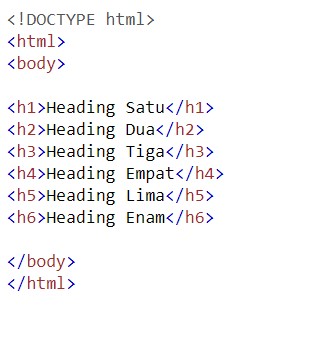 <!DOCTYPE html>
<html>
<body>
<h1>Heading Satu</h1>
<h2>Heading Dua</h2>
<h3>Heading Tiga</h3>
<h4>Heading Empat</h4>
<h5>Heading Lima</h5>
<h6>Heading Enam</h6>
</body>
</html>